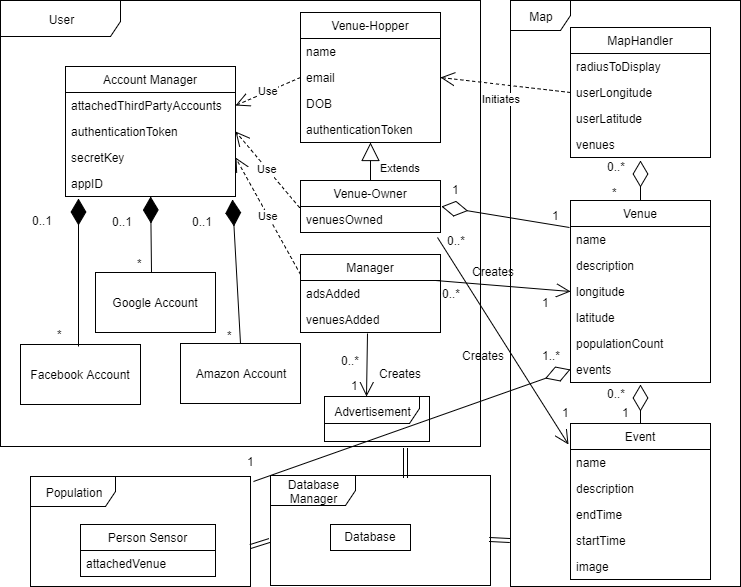 User
Venue-Hopper
name
email
DOB
authenticationToken
Account Manager
attachedThirdPartyAccounts
authenticationToken
secretKey
appID
Use
Use
Use
Extends
Venue-Owner
venuesOwned
Manager
adsAdded
venuesAdded
0..1
0..1
0..1
*
*
*
Google Account
Facebook Account
Amazon Account
0..*
1
Creates
Advertisement
Map
MapHandler
radiusToDisplay
userLongitude
userLatitude
venues
Initiates
0..*
*
Venue
name
description
longitude
latitude
populationCount
events
1
1
0..*
Creates
0..*
1
Creates
1..*
0..*
1
1
Event
name
description
endTime
startTime
image
1
Population
Person Sensor
attachedVenue
Database
Manager
Database